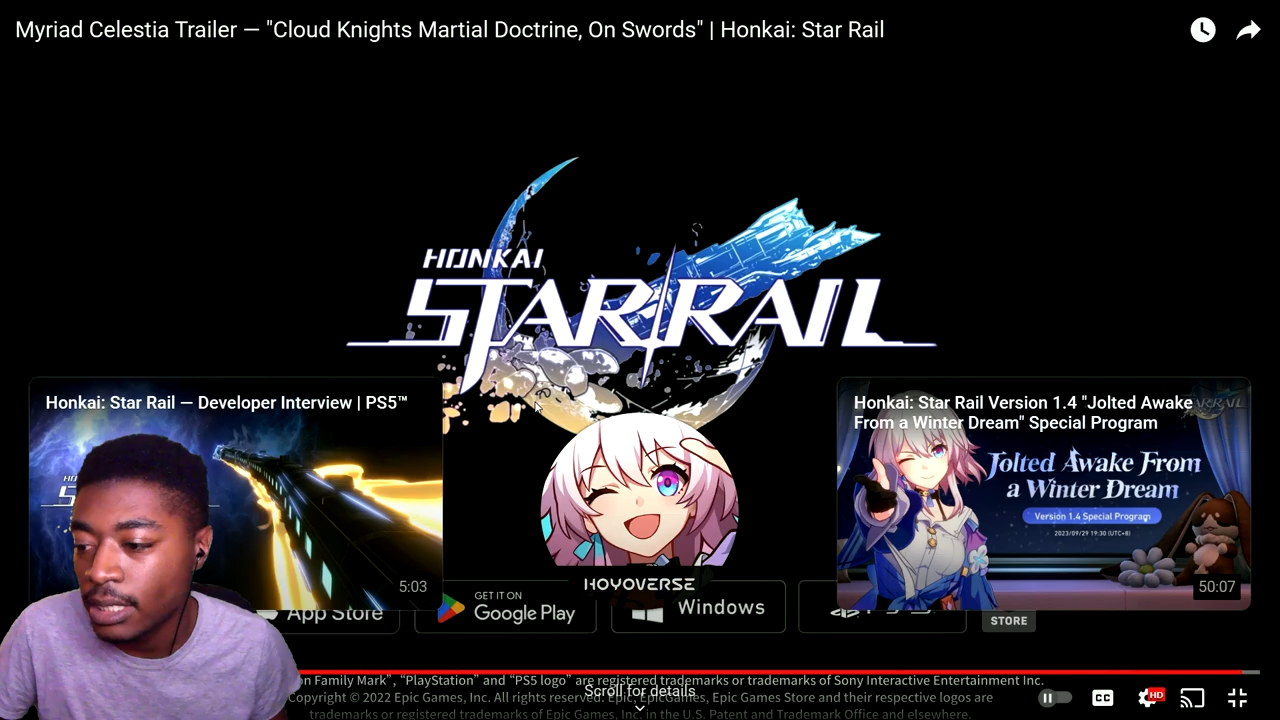 Myriad Celestia Trailer — "Cloud Knights Martial Doctrine, On Swords" | Honkai: Star Rail
HONKAI
STAR RAIL
Honkai: Star Rail — Developer Interview | PS5™
5:03
Honkai: Star Rail Version 1.4 "Jolted Awake
From a Winter Dream" Special Program
Jolted Awake From
a Winter Dream
Version 1.4 Special Program
2023/09/29 19:30 (UTC+8)
50:07
HOYOVERSE
App Store
GET IT ON
Google Play
Windows
STORE
on Family Mark”, “PlayStation” and “PS5 logo” are registered trademarks or trademarks of Sony Interactive Entertainment Inc.
Scroll for details
Copyright © 2022 Epic Games, Inc. All rights reserved. Epic, Epic Games, Epic Games Store and their respective logos are
trademarks or registered trademarks of Epic Games, Inc. in the U.S. Patent and Trademark Office and elsewhere.
CC
HD